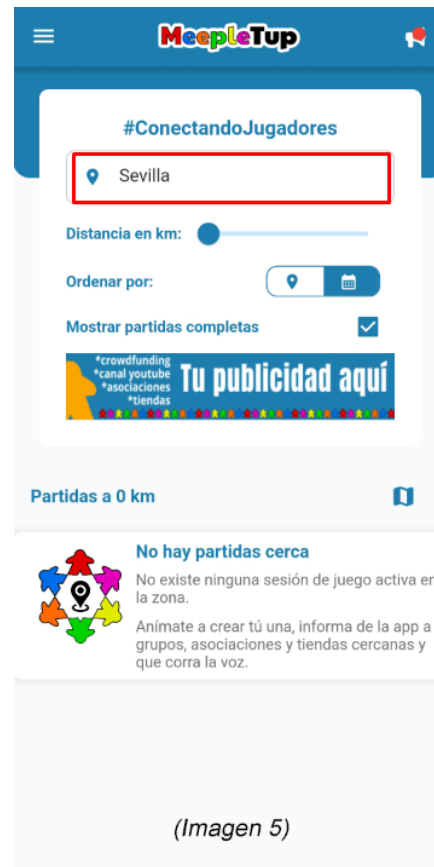 MeepleTup
#ConectandoJugadores
Sevilla
Distancia en km:
Ordenar por:
Mostrar partidas completas
*crowdfunding
*canal youtube
*asociaciones
*tiendas
Tu publicidad aquí
Partidas a 0 km
No hay partidas cerca
No existe ninguna sesión de juego activa en
la zona.
Anímate a crear tú una, informa de la app a
grupos, asociaciones y tiendas cercanas y
que corra la voz.
(Imagen 5)